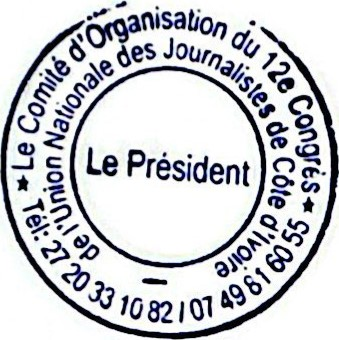 ★ Le Comité d'Organisation du 12e Congrès ★
de l'Union Nationale des Journalistes de Côte d'Ivoire
Le Président
Tél: 27 20 33 10 82 / 07 49 81 60 55